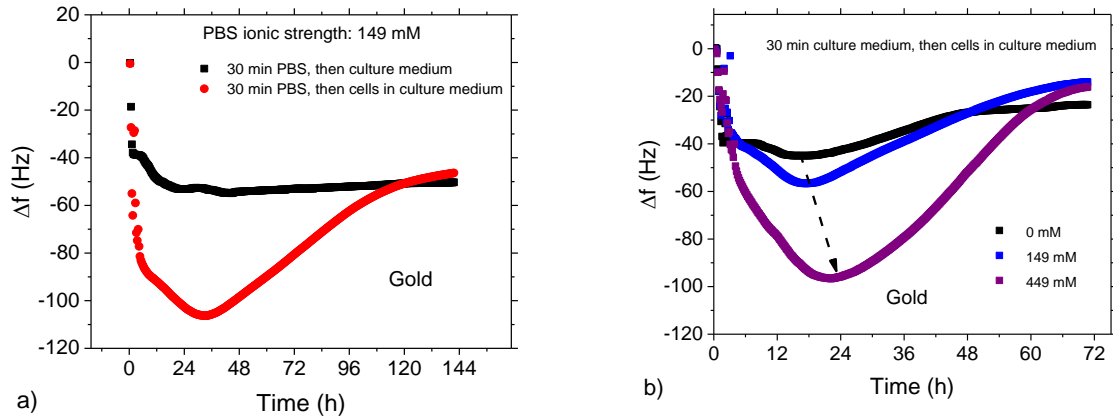 PBS ionic strength: 149 mM
30 min PBS, then culture medium
30 min PBS, then cells in culture medium
0
-20
-40
-60
-80
-100
-120
Δf (Hz)
Gold
0 24 48 72 96 120 144
Time (h)
a)
30 min culture medium, then cells in culture medium
0
-20
-40
-60
-80
-100
-120
Δf (Hz)
0 mM
149 mM
449 mM
Gold
0 12 24 36 48 60 72
Time (h)
b)